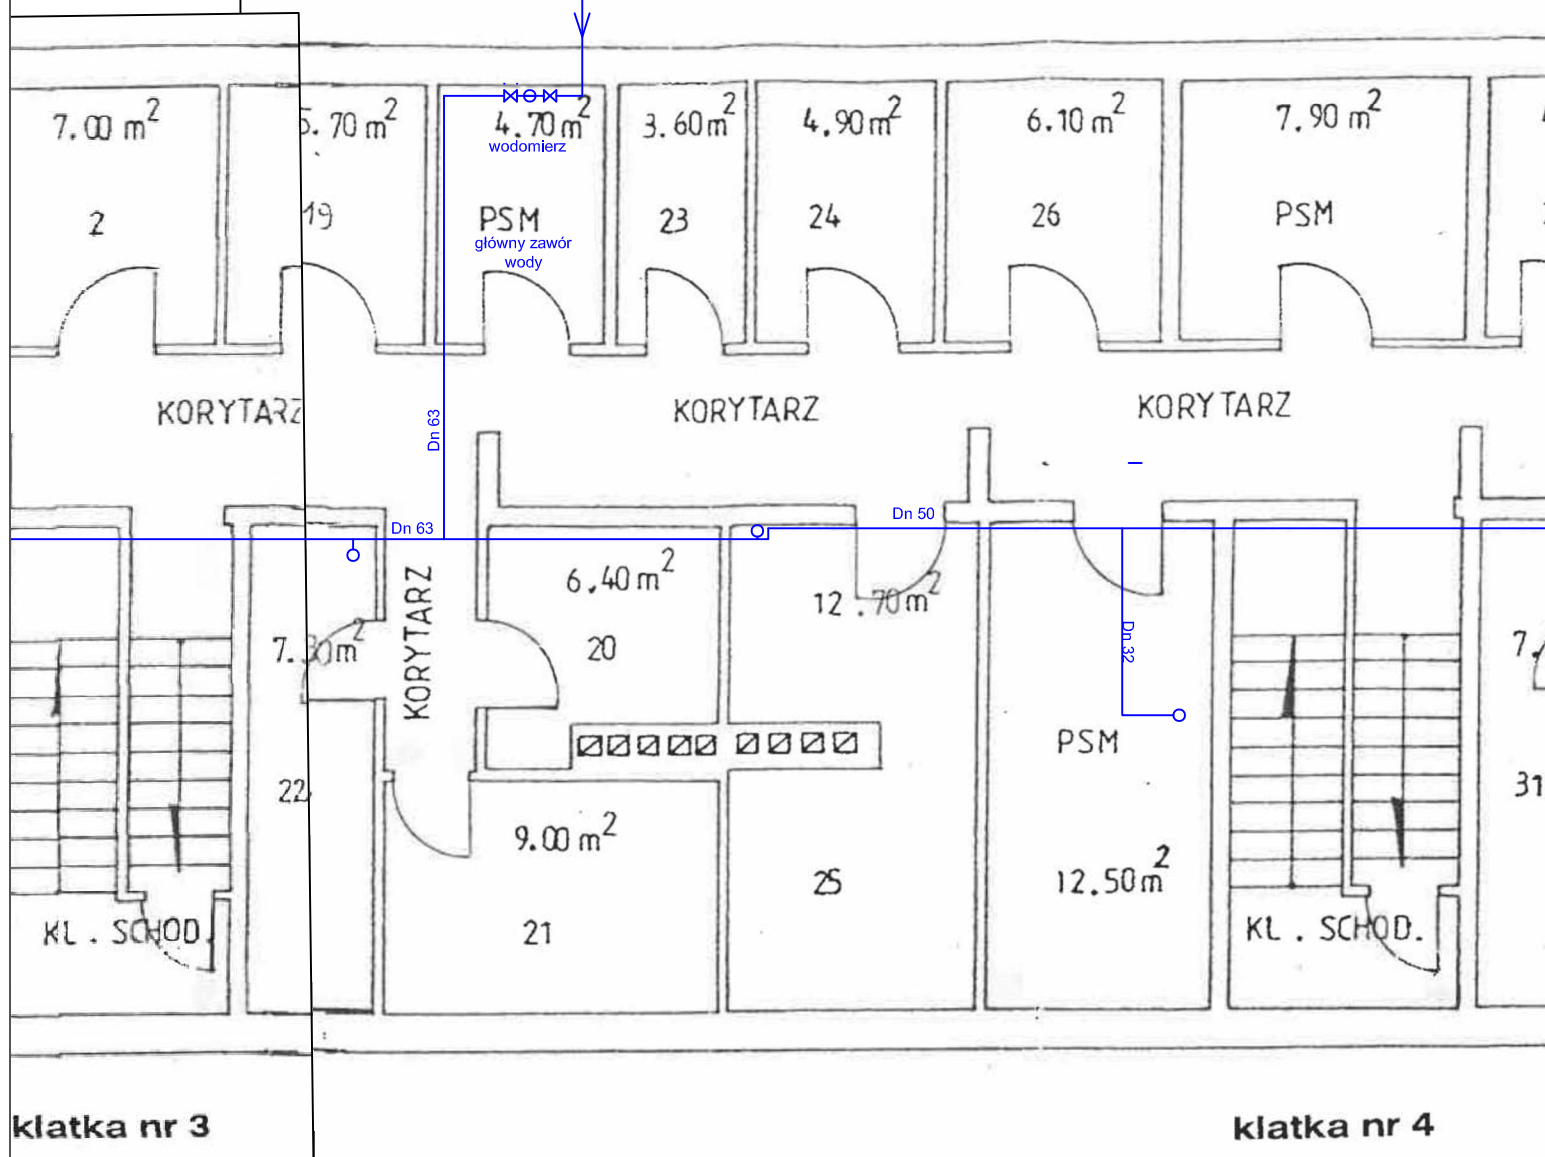 7.00 m²
5.70 m²
4.70 m²
3.60 m²
4.90 m²
6.10 m²
7.90 m²
wodomierz
2
19
PSM
23
24
26
PSM
główny zawór
wody
KORYTARZ
KORYTARZ
KORYTARZ
Dn 63
Dn 63
Dn 50
KORYTARZ
6.40 m²
12.70 m²
7.30 m²
20
Dn 32
7.
PSM
22
31
9.00 m²
12.50 m²
25
21
KL. SCHOD.
KL. SCHOD.
klatka nr 3
klatka nr 4